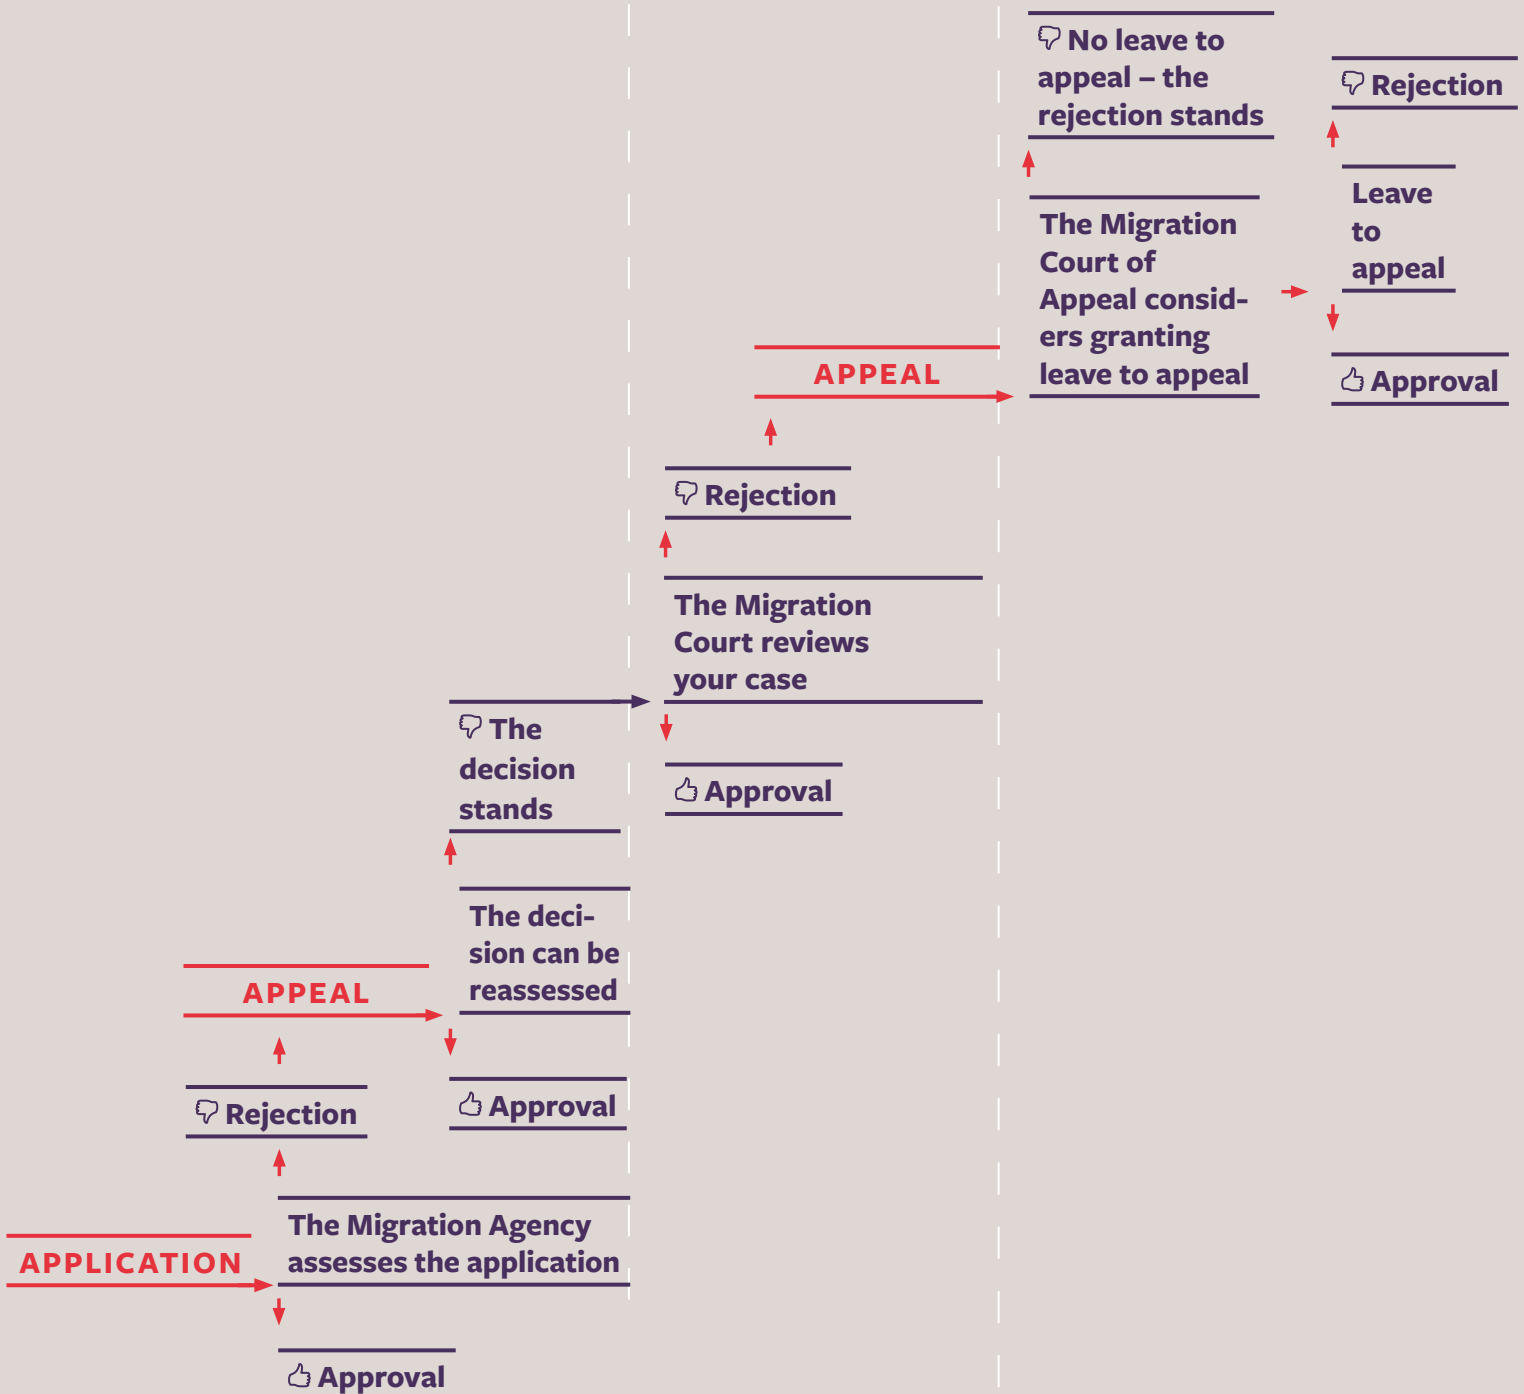 No leave to
appeal – the
rejection stands
Rejection
Leave
to
appeal
The Migration
Court of
Appeal consid-
ers granting
leave to appeal
Approval
APPEAL
Rejection
The Migration
Court reviews
your case
Approval
The
decision
stands
The deci-
sion can be
reassessed
APPEAL
Approval
Rejection
The Migration Agency
assesses the application
APPLICATION
Approval